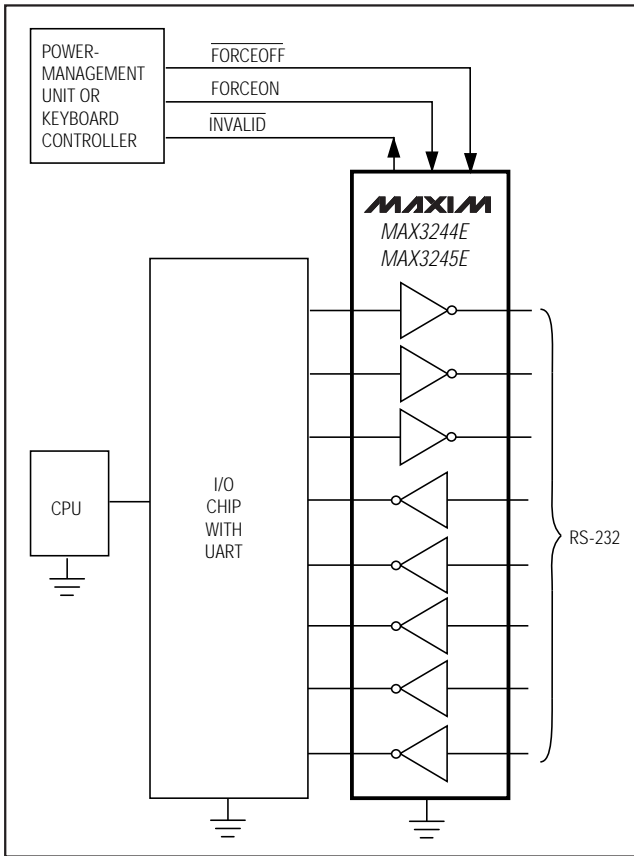 POWER-
MANAGEMENT
UNIT OR
KEYBOARD
CONTROLLER
FORCEOFF
FORCEON
INVALID
MAXIM
MAX3244E
MAX3245E
CPU
I/O
CHIP
WITH
UART
RS-232